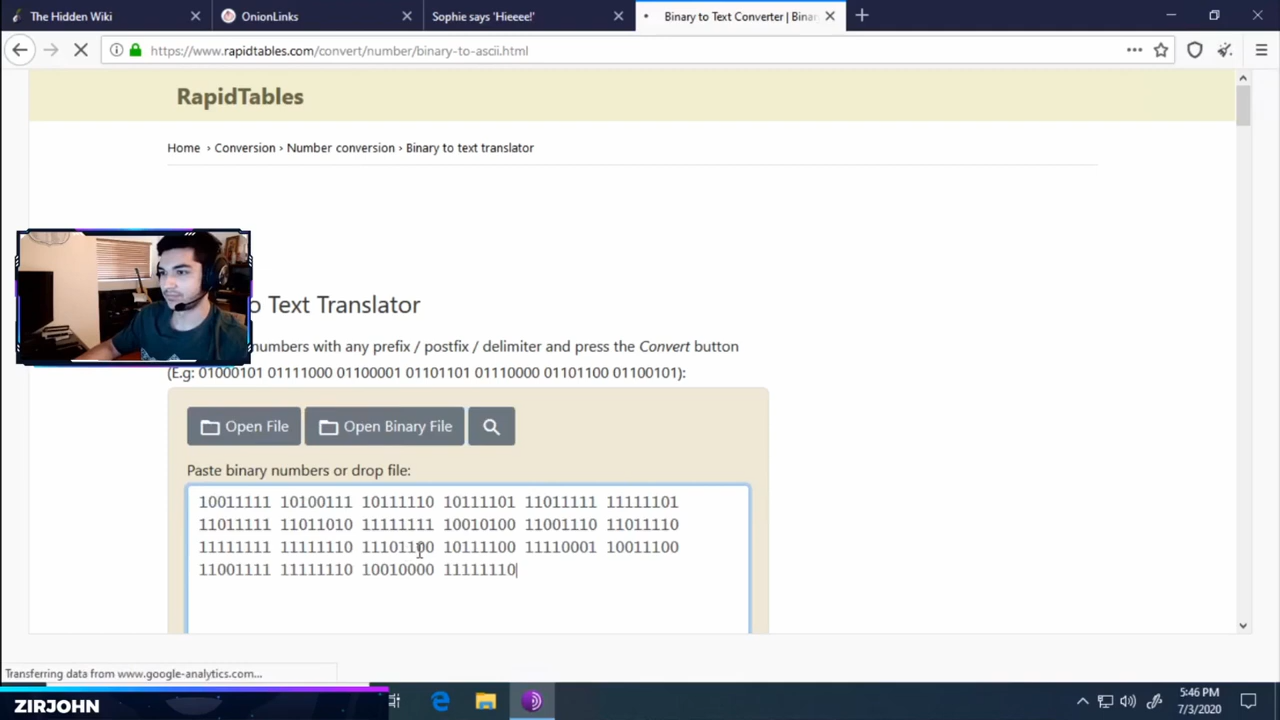 The Hidden Wiki
OnionLinks
Sophie says 'Hieeee!'
Binary to Text Converter | Binar
https://www.rapidtables.com/convert/number/binary-to-ascii.html
RapidTables
Home › Conversion › Number conversion › Binary to text translator
o Text Translator
numbers with any prefix / postfix / delimiter and press the Convert button
(E.g: 01000101 01111000 01100001 01101101 01110000 01101100 01100101):
Open File
Open Binary File
Paste binary numbers or drop file:
10011111 10100111 10111110 10111101 11011111 11111101
11011111 11011010 11111111 10010100 11001110 11011110
11111111 11111110 11101100 10111100 11110001 10011100
11001111 11111110 10010000 11111110
Transferring data from www.google-analytics.com...
ZIRJOHN
5:46 PM
7/3/2020